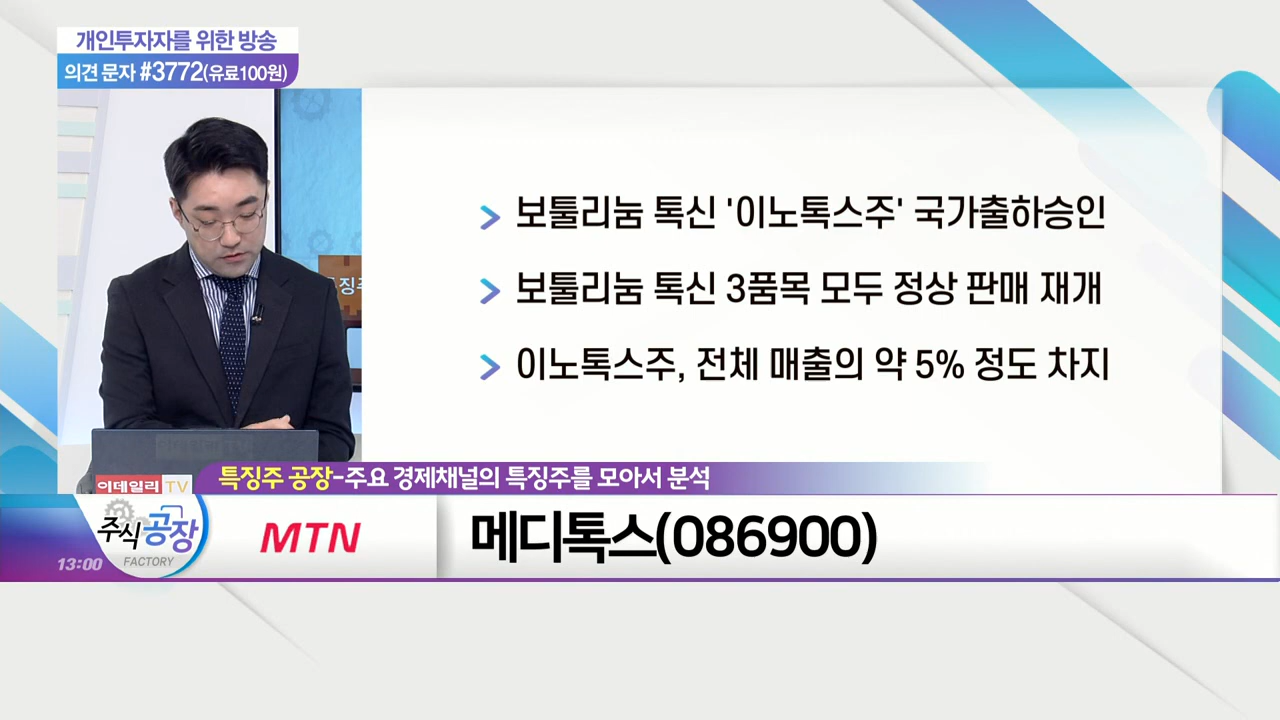 개인투자자를 위한 방송
의견 문자 #3772(유료100원)
징주
보툴리눔 톡신 '이노톡스주' 국가출하승인
보툴리눔 톡신 3품목 모두 정상 판매 재개
이노톡스주, 전체 매출의 약 5% 정도 차지
특징주 공장-주요 경제채널의 특징주를 모아서 분석
이데일리 TV
주식공장
FACTORY
13:00
MTN
메디톡스(086900)